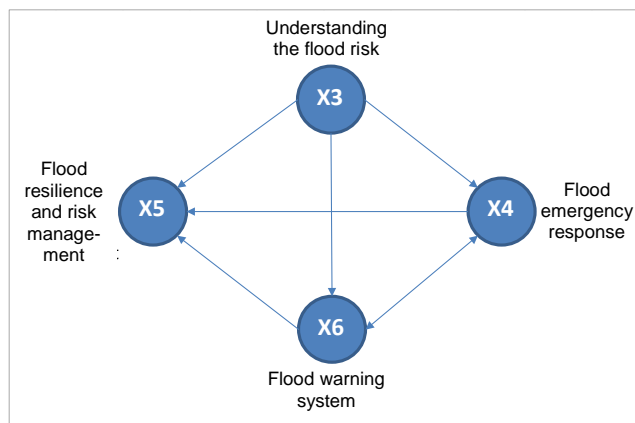 Understanding
the flood risk
X3
Flood
resilience
and risk
manage-
ment
:
X5
X4
Flood
emergency
response
X6
Flood warning
system